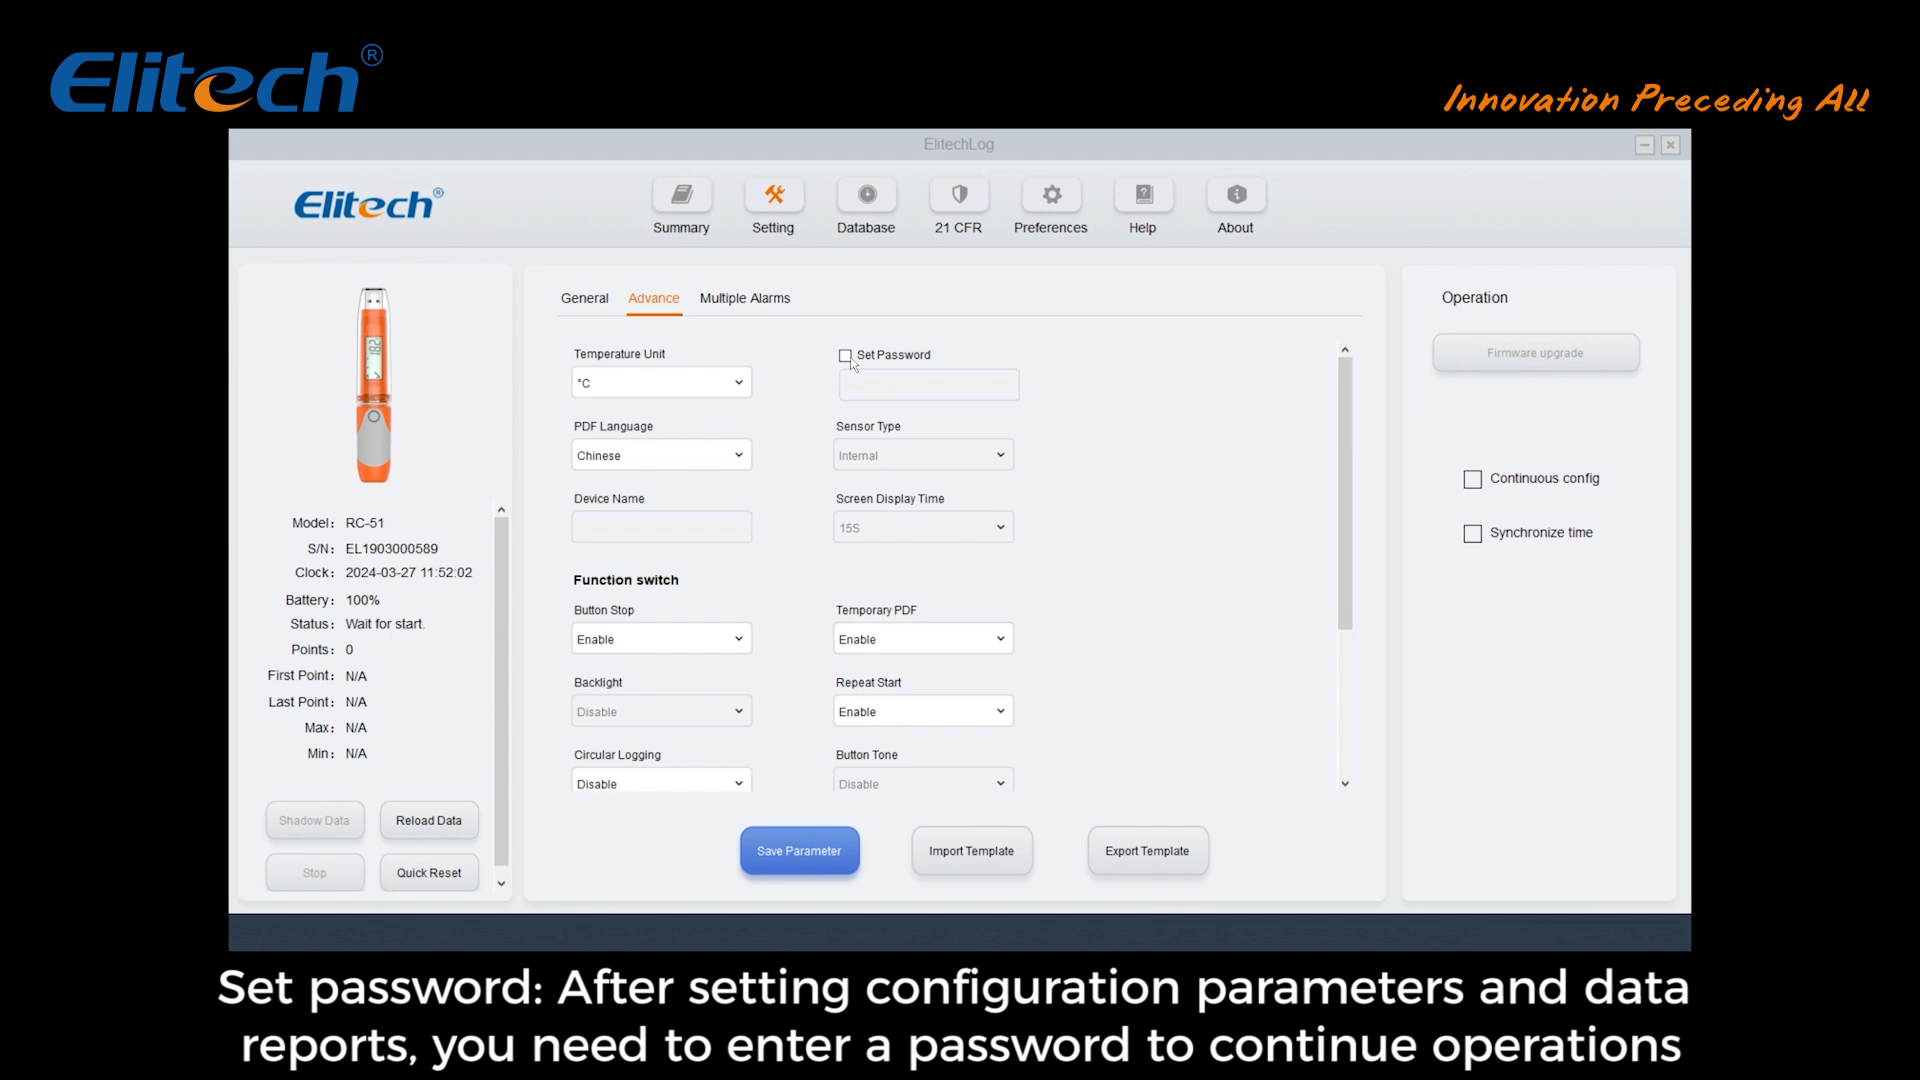 Elitech®
Innovation Preceding All
ElitechLog
Elitech®
Summary
Setting
Database
21 CFR
Preferences
Help
About
General
Advance
Multiple Alarms
Operation
Temperature Unit
Set Password
°C
PDF Language
Sensor Type
Chinese
Internal
Device Name
Screen Display Time
15S
Function switch
Button Stop
Temporary PDF
Enable
Enable
Backlight
Repeat Start
Disable
Enable
Circular Logging
Button Tone
Disable
Disable
Save Parameter
Import Template
Export Template
Firmware upgrade
Continuous config
Synchronize time
Model: RC-51
S/N: EL1903000589
Clock: 2024-03-27 11:52:02
Battery: 100%
Status: Wait for start.
Points: 0
First Point: N/A
Last Point: N/A
Max: N/A
Min: N/A
Shadow Data
Reload Data
Stop
Quick Reset
Set password: After setting configuration parameters and data
reports, you need to enter a password to continue operations